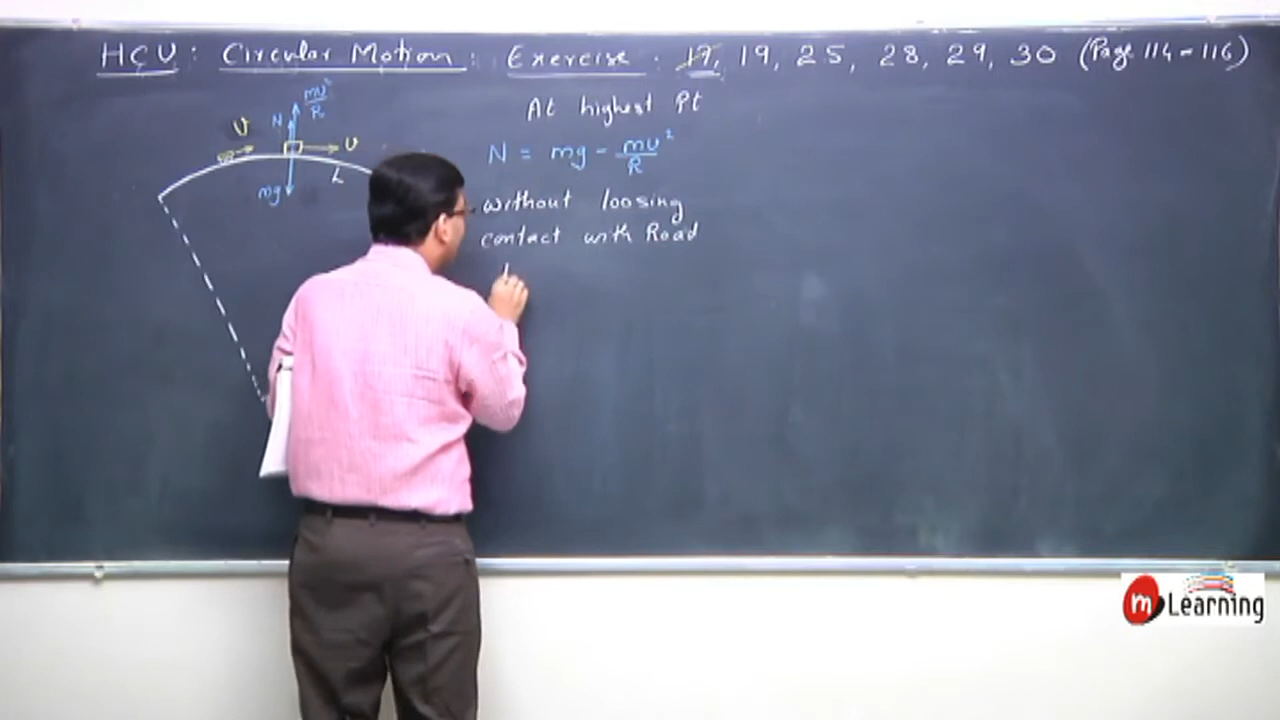 HCV : Circular Motion : Exercise : 17, 19, 25, 28, 29, 30 (Page 114 - 116)
mv²/R
N
v
v
L
mg
At highest Pt
N = mg - mv²/R
without loosing
contact with Road
m Learning